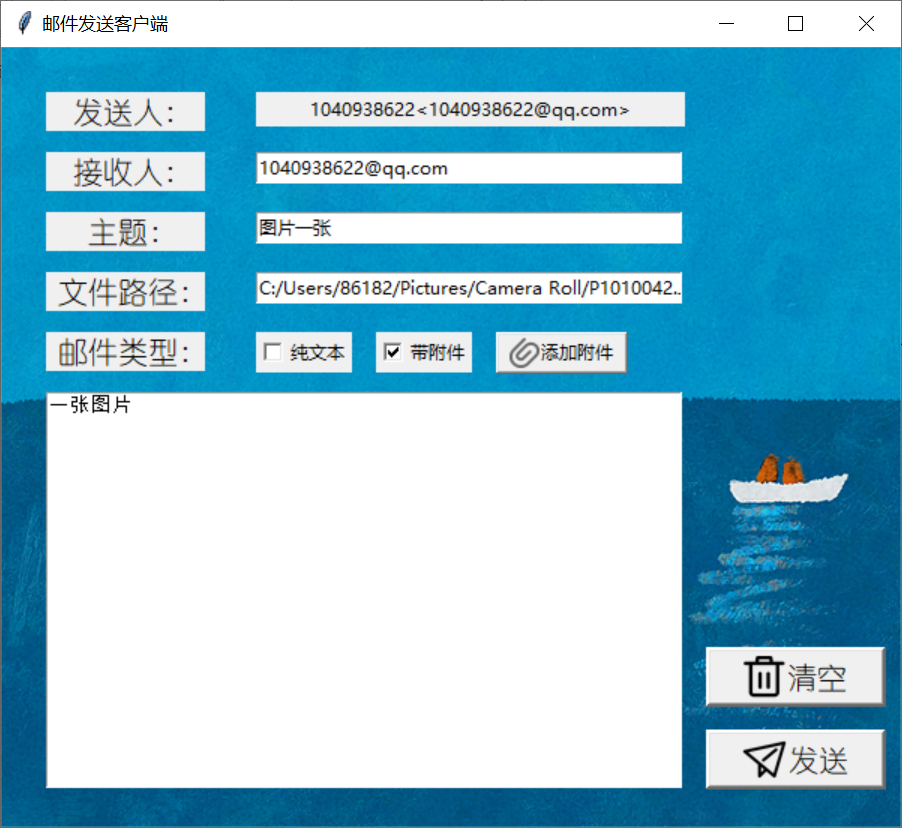 邮件发送客户端
发送人： 1040938622<1040938622@qq.com>
接收人： 1040938622@qq.com
主题： 图片一张
文件路径： C:/Users/86182/Pictures/Camera Roll/P1010042..
邮件类型： 纯文本 带附件 添加附件
一张图片
清空
发送